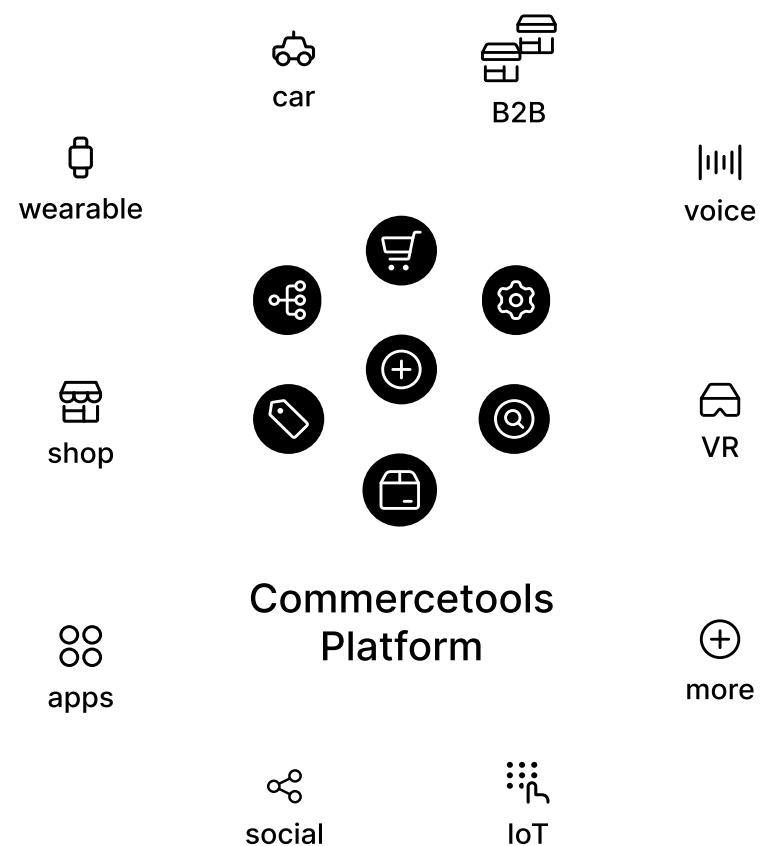 car
B2B
wearable
voice
shop
VR
Commercetools
Platform
apps
more
social
IoT